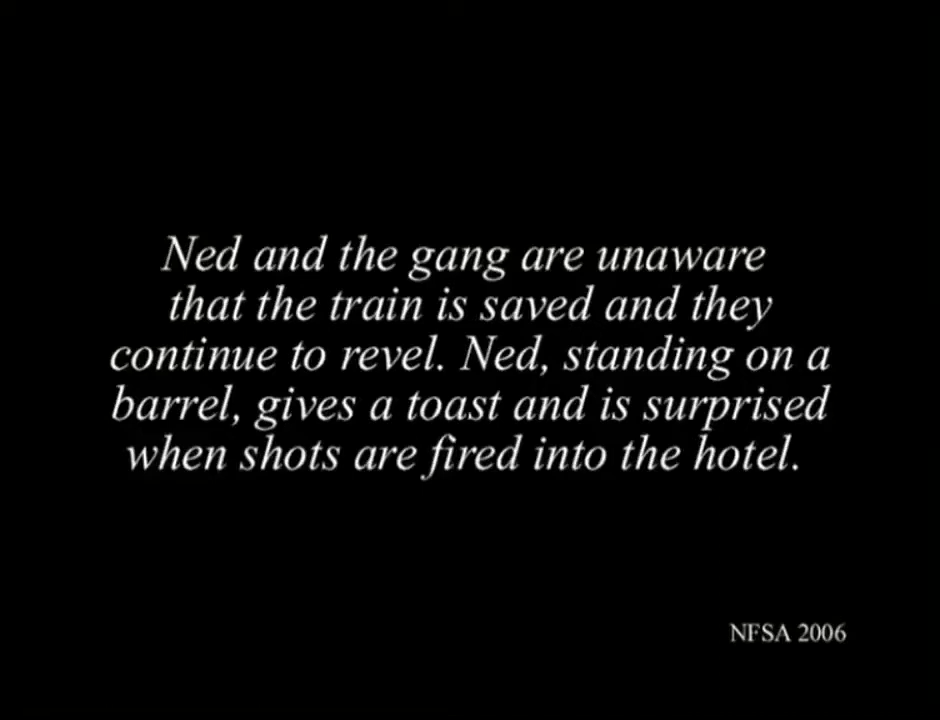 Ned and the gang are unaware
that the train is saved and they
continue to revel. Ned, standing on a
barrel, gives a toast and is surprised
when shots are fired into the hotel.
NFSA 2006